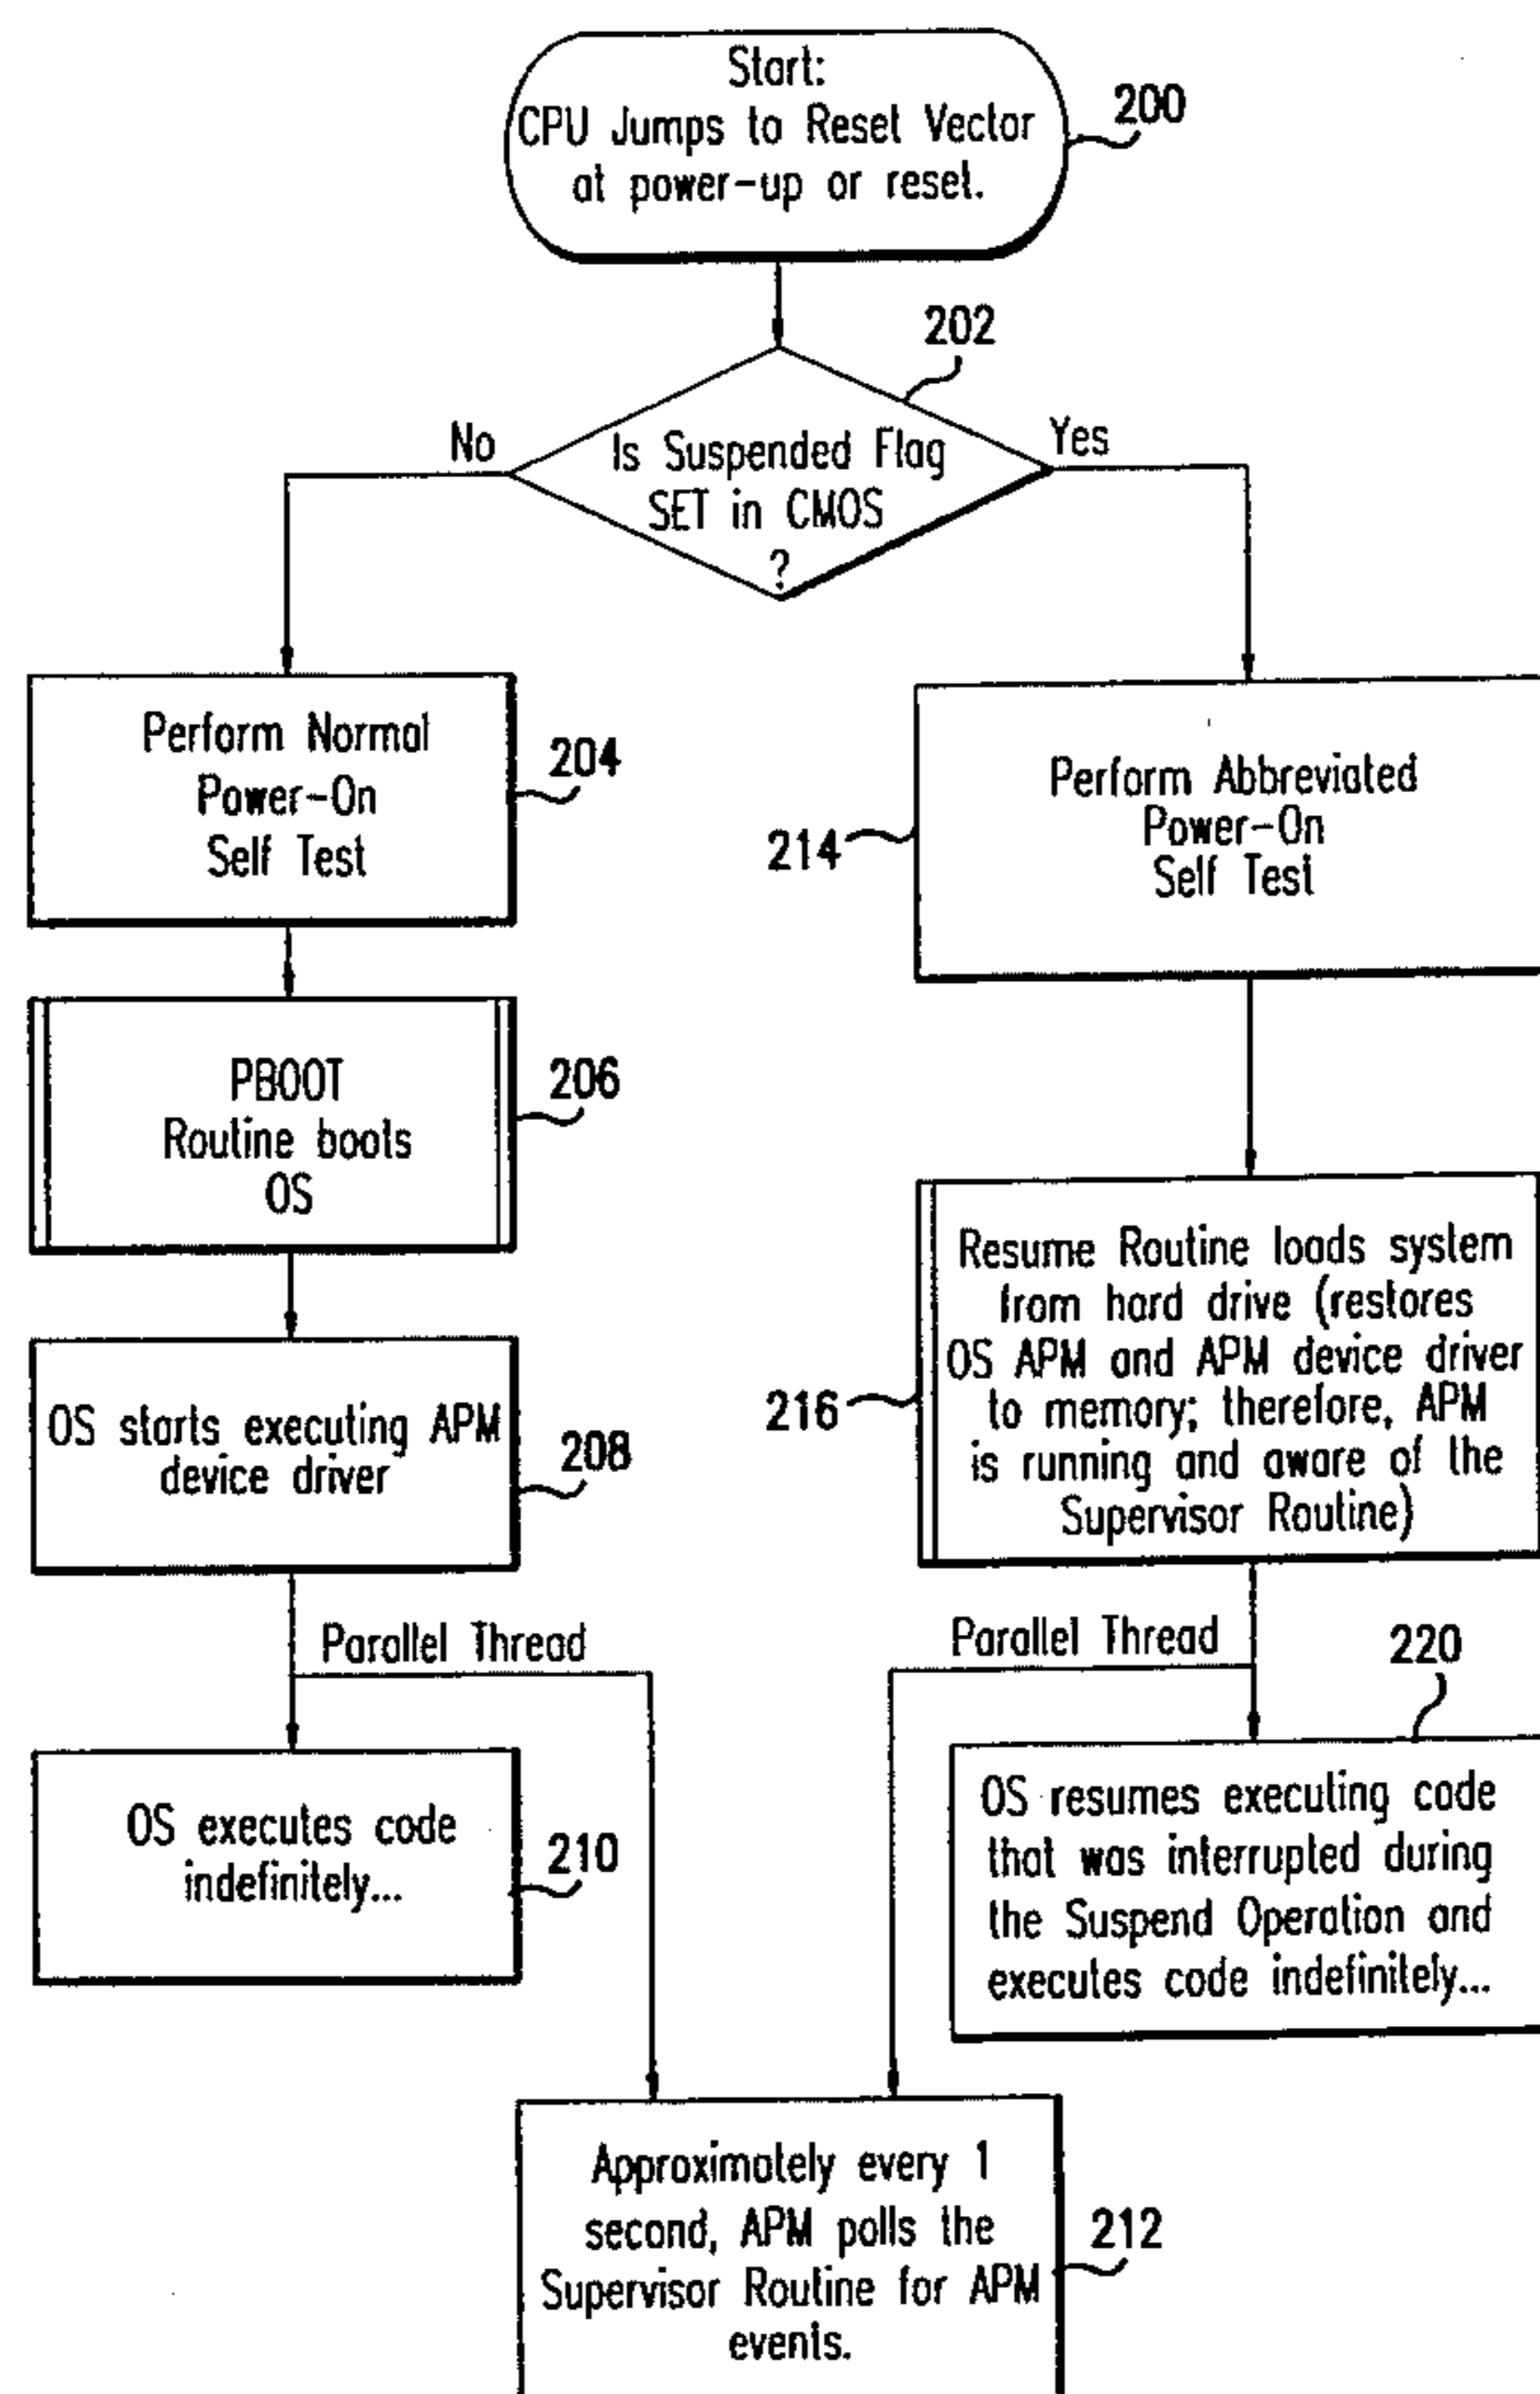 Start:
CPU Jumps to Reset Vector
at power-up or reset.
200
202
No
Is Suspended Flag
SET in CMOS
?
Yes
Perform Normal
Power-On
Self Test
204
Perform Abbreviated
Power-On
Self Test
214
PBOOT
Routine boots
OS
206
Resume Routine loads system
from hard drive (restores
OS APM and APM device driver
to memory; therefore, APM
is running and aware of the
Supervisor Routine)
216
OS starts executing APM
device driver
208
Parallel Thread
Parallel Thread
220
OS executes code
indefinitely...
210
OS resumes executing code
that was interrupted during
the Suspend Operation and
executes code indefinitely...
Approximately every 1
second, APM polls the
Supervisor Routine for APM
events.
212